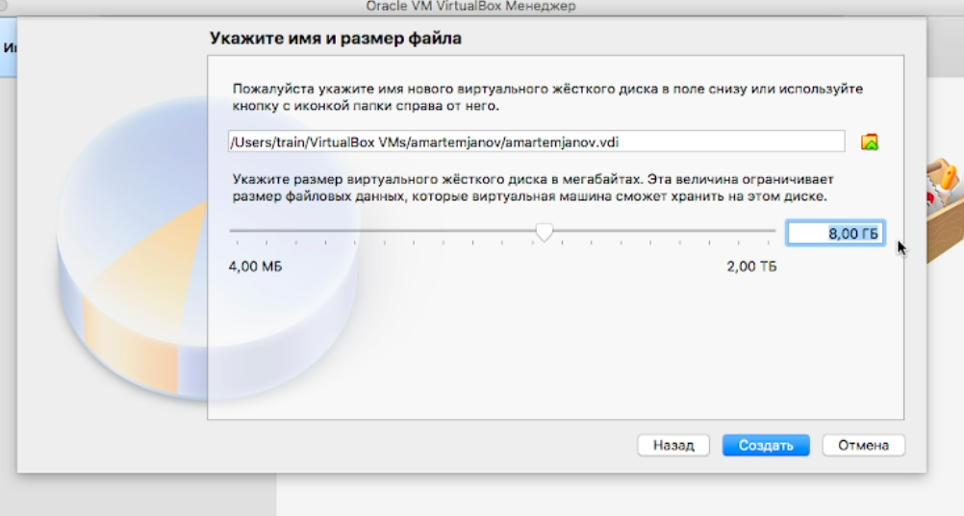 Oracle VM VirtualBox Менеджер
Укажите имя и размер файла
Пожалуйста укажите имя нового виртуального жёсткого диска в поле снизу или используйте
кнопку с иконкой папки справа от него.
/Users/train/VirtualBox VMs/amartemjanov/amartemjanov.vdi
Укажите размер виртуального жёсткого диска в мегабайтах. Эта величина ограничивает
размер файловых данных, которые виртуальная машина сможет хранить на этом диске.
8,00 ГБ
4,00 МБ 2,00 ТБ
Назад Создать Отмена